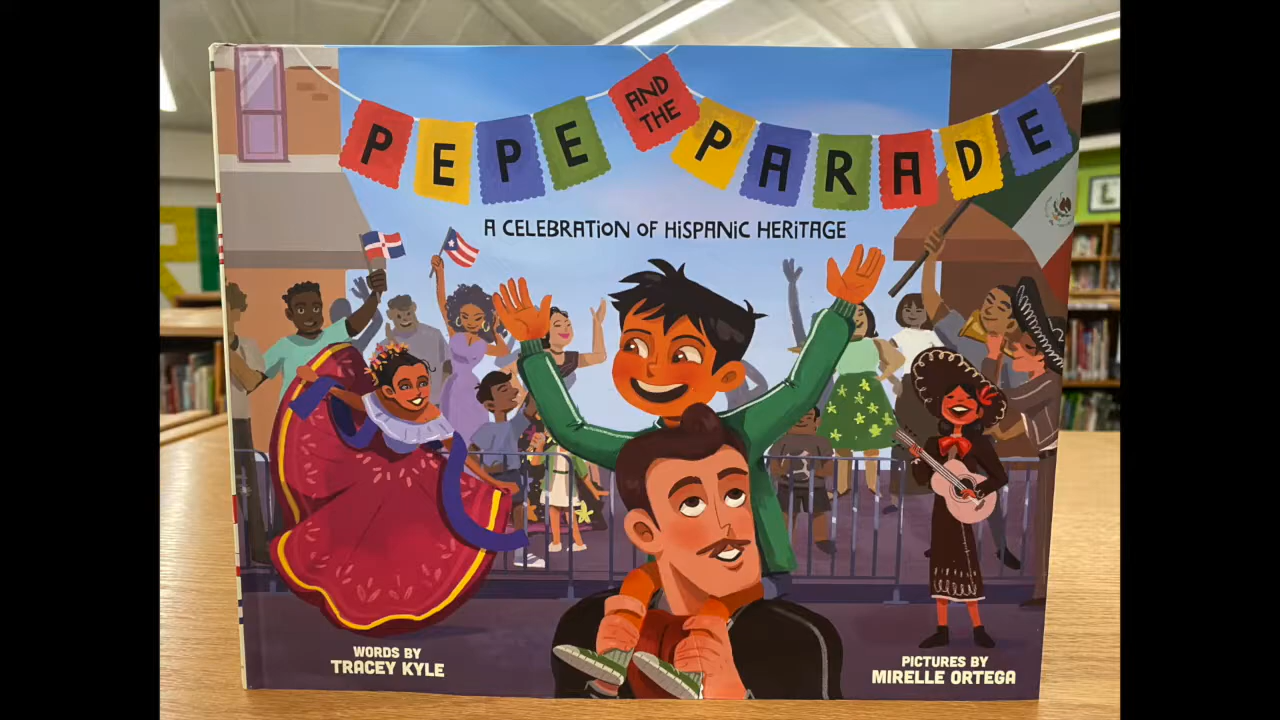 PEPE AND THE PARADE
A CELEBRATION OF HISPANIC HERITAGE
WORDS BY
TRACEY KYLE
PICTURES BY
MIRELLE ORTEGA